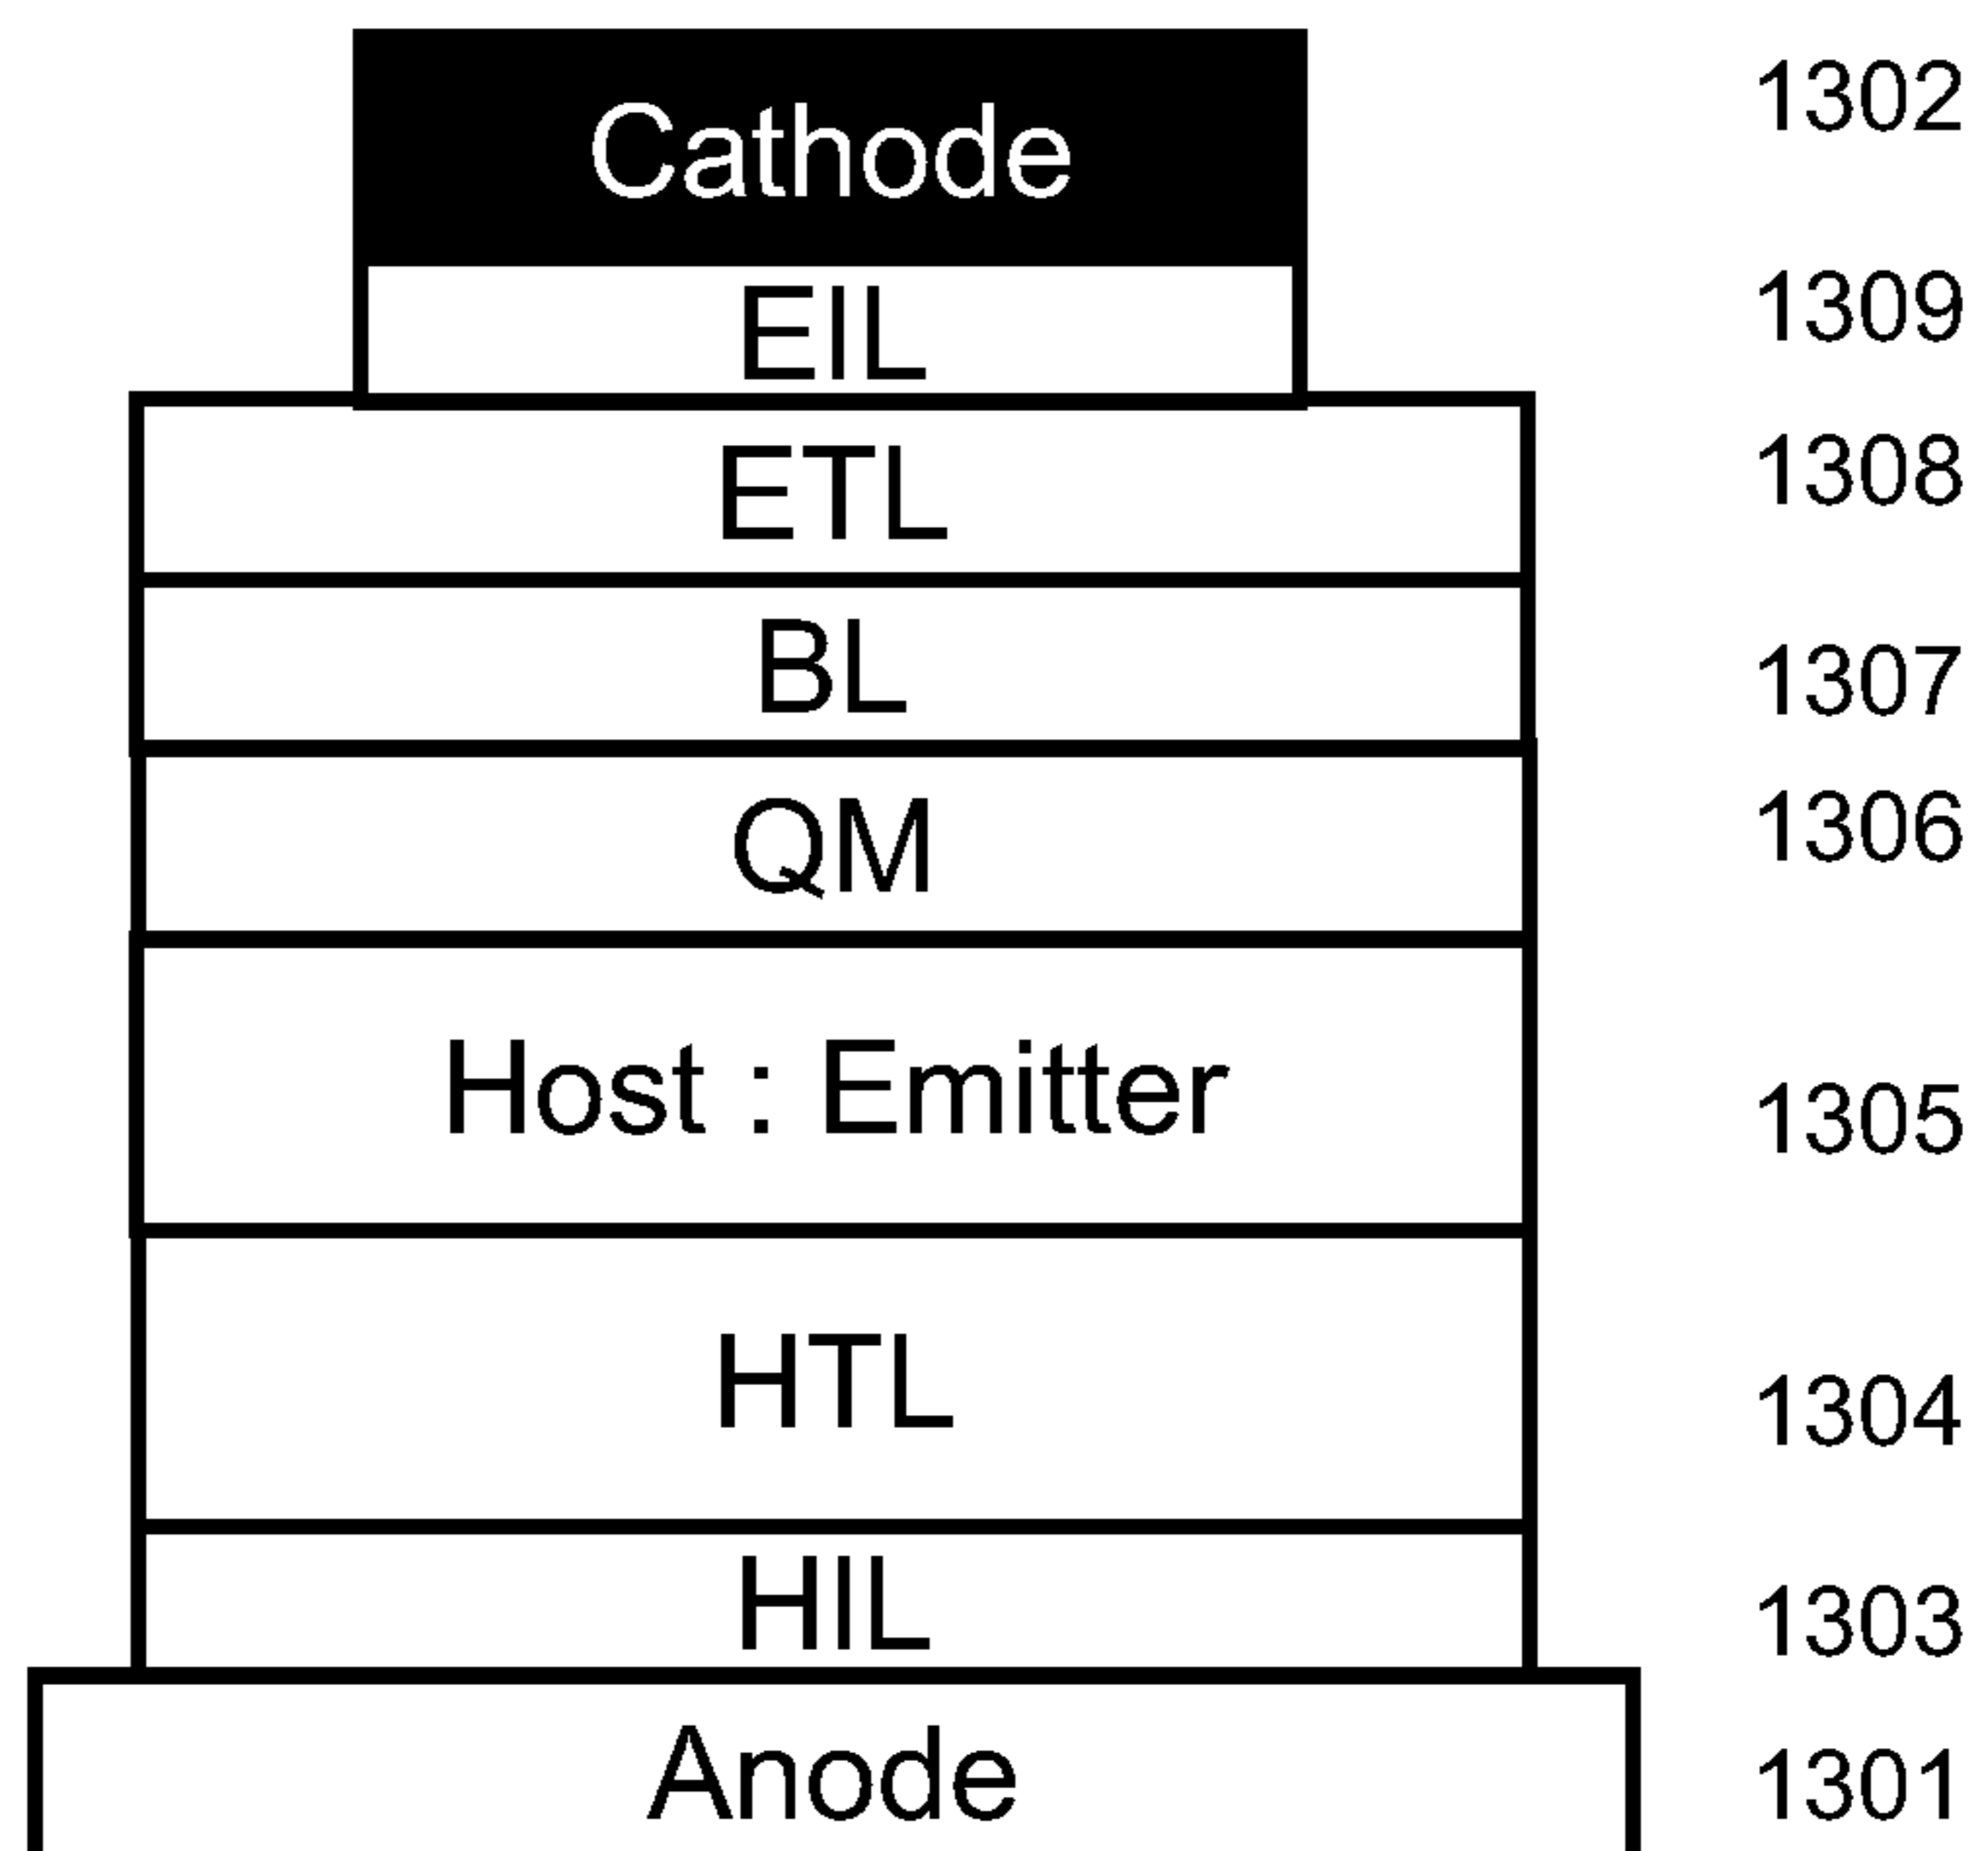 Cathode 1302
EIL 1309
ETL 1308
BL 1307
QM 1306
Host : Emitter 1305
HTL 1304
HIL 1303
Anode 1301